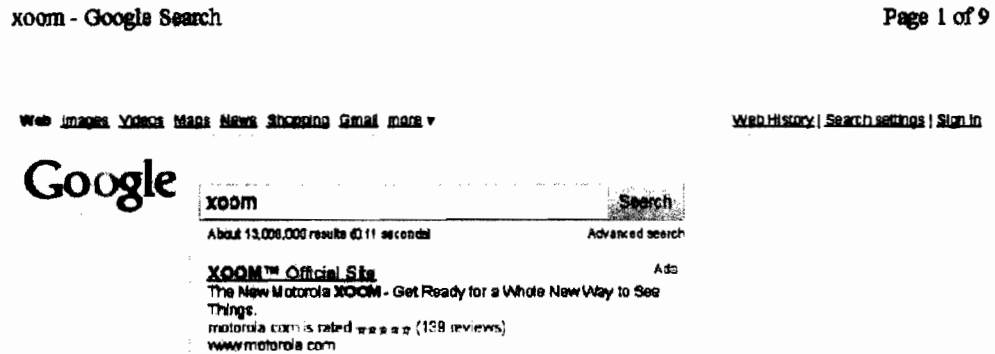 xoom - Google Search Page 1 of 9
Web Images Videos Maps News Shopping Gmail more ▼ Web History | Search settings | Sign in
Google
xoom Search
About 13,000,000 results (0.11 seconds) Advanced search
XOOM™ Official Site Ads
The New Motorola XOOM - Get Ready for a Whole New Way to See
Things.
motorola.com is rated ★★★★★ (139 reviews)
www.motorola.com